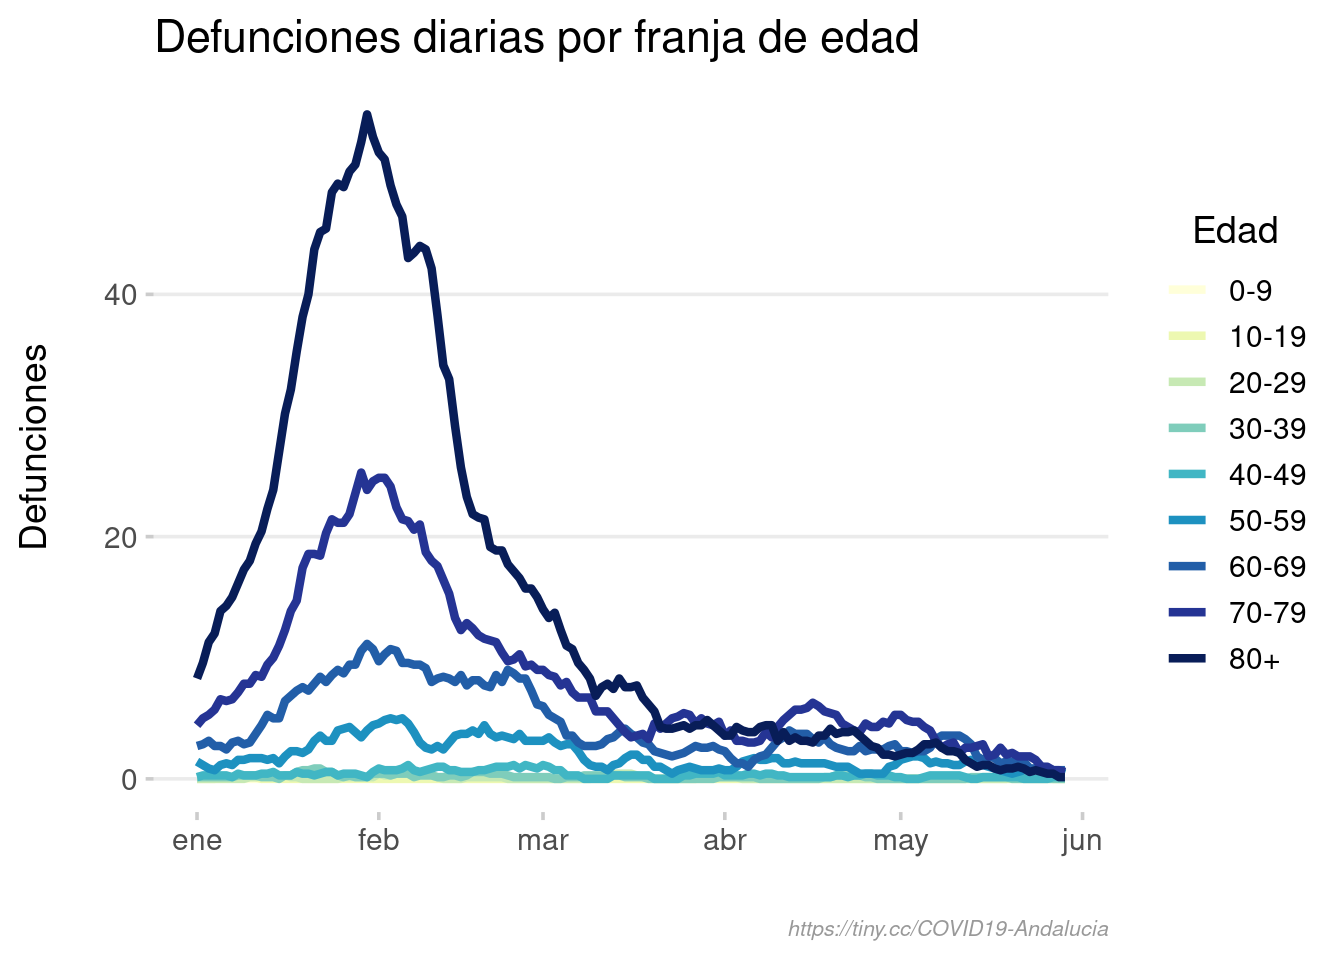 Defunciones diarias por franja de edad
Defunciones
40
20
0
ene
feb
mar
abr
may
jun
Edad
0-9
10-19
20-29
30-39
40-49
50-59
60-69
70-79
80+
https://tiny.cc/COVID19-Andalucia